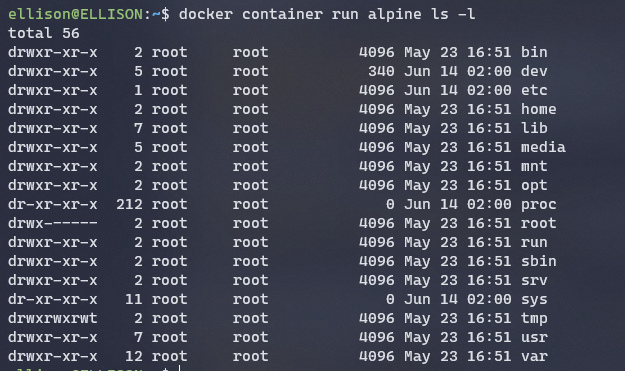 ellison@ELLISON:~$ docker container run alpine ls -l
total 56
drwxr-xr-x    2 root     root          4096 May 23 16:51 bin
drwxr-xr-x    5 root     root           340 Jun 14 02:00 dev
drwxr-xr-x    1 root     root          4096 Jun 14 02:00 etc
drwxr-xr-x    2 root     root          4096 May 23 16:51 home
drwxr-xr-x    7 root     root          4096 May 23 16:51 lib
drwxr-xr-x    5 root     root          4096 May 23 16:51 media
drwxr-xr-x    2 root     root          4096 May 23 16:51 mnt
drwxr-xr-x    2 root     root          4096 May 23 16:51 opt
dr-xr-xr-x  212 root     root             0 Jun 14 02:00 proc
drwx------    2 root     root          4096 May 23 16:51 root
drwxr-xr-x    2 root     root          4096 May 23 16:51 run
drwxr-xr-x    2 root     root          4096 May 23 16:51 sbin
drwxr-xr-x    2 root     root          4096 May 23 16:51 srv
dr-xr-xr-x   11 root     root             0 Jun 14 02:00 sys
drwxrwxrwt    2 root     root          4096 May 23 16:51 tmp
drwxr-xr-x    7 root     root          4096 May 23 16:51 usr
drwxr-xr-x   12 root     root          4096 May 23 16:51 var
ellison@ELLISON:~$